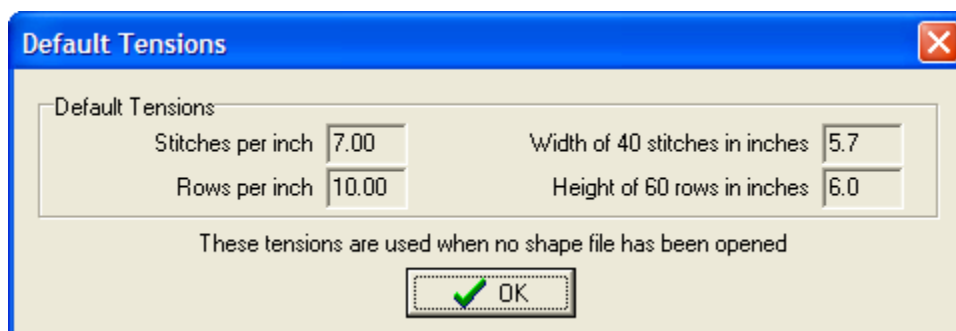 Default Tensions
Default Tensions
Stitches per inch 7.00 Width of 40 stitches in inches 5.7
Rows per inch 10.00 Height of 60 rows in inches 6.0
These tensions are used when no shape file has been opened
OK